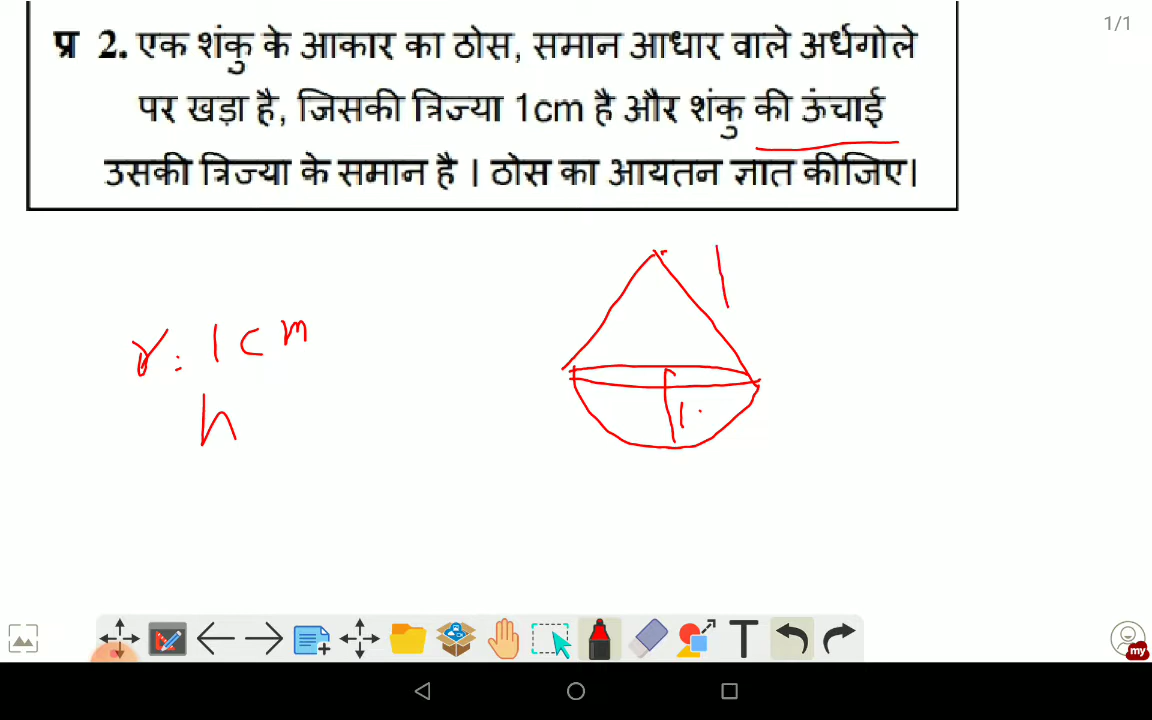 1/1
प्र 2. एक शंकु के आकार का ठोस, समान आधार वाले अर्धगोले
पर खड़ा है, जिसकी त्रिज्या 1cm है और शंकु की ऊंचाई
उसकी त्रिज्या के समान है । ठोस का आयतन ज्ञात कीजिए।
r = 1cm
h
1
1
T
my